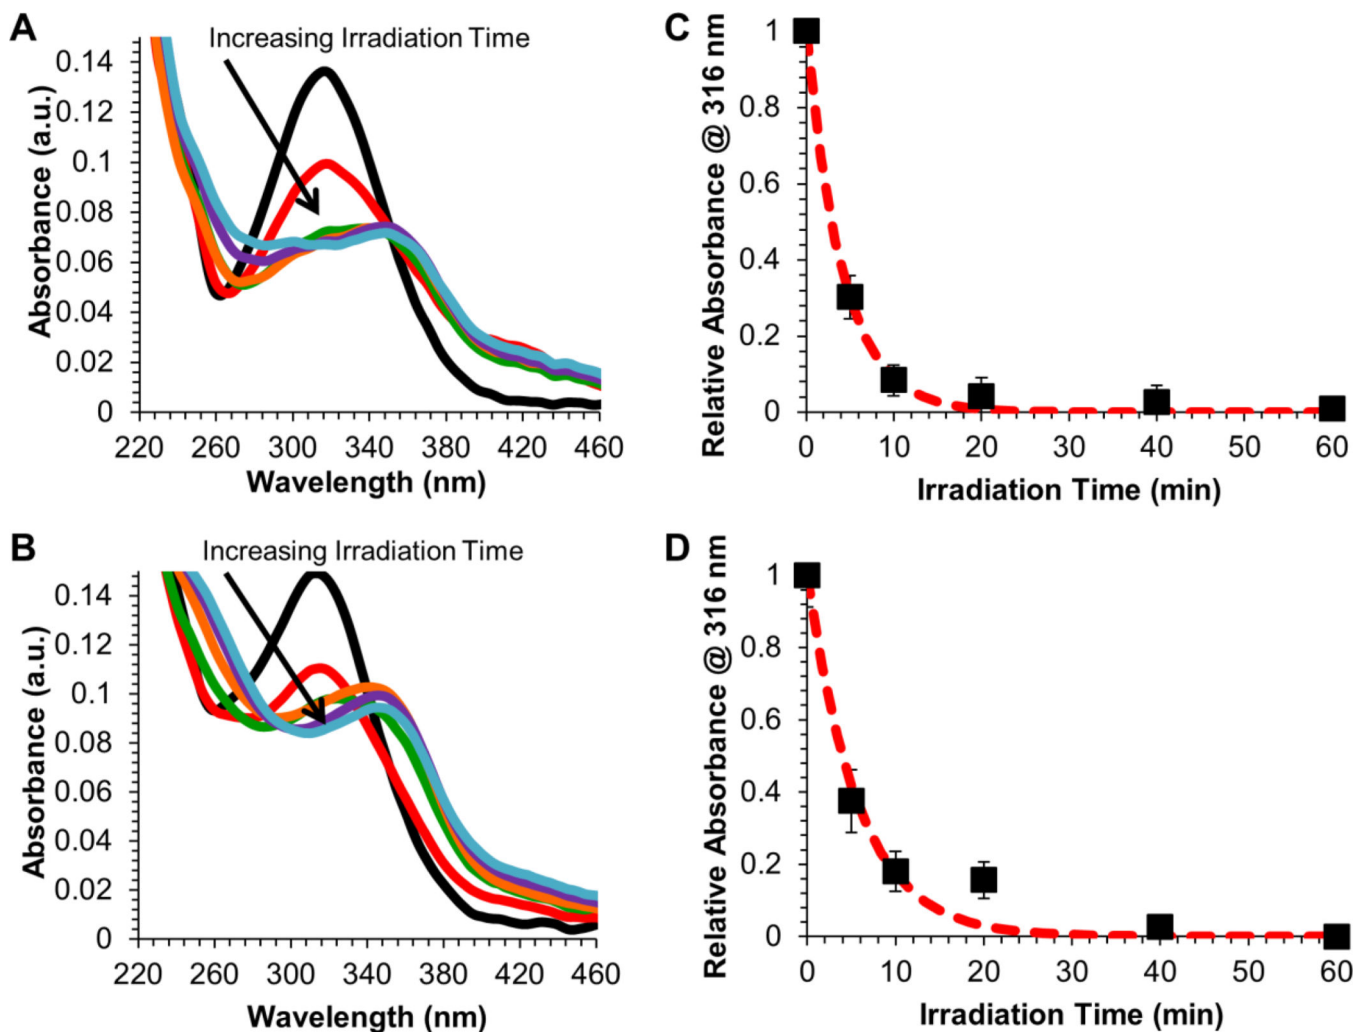 A
Increasing Irradiation Time
Absorbance (a.u.)
0.14
0.12
0.1
0.08
0.06
0.04
0.02
0
220 260 300 340 380 420 460
Wavelength (nm)
C
Relative Absorbance @ 316 nm
1
0.8
0.6
0.4
0.2
0
0 10 20 30 40 50 60
Irradiation Time (min)
B
Increasing Irradiation Time
Absorbance (a.u.)
0.14
0.12
0.1
0.08
0.06
0.04
0.02
0
220 260 300 340 380 420 460
Wavelength (nm)
D
Relative Absorbance @ 316 nm
1
0.8
0.6
0.4
0.2
0
0 10 20 30 40 50 60
Irradiation Time (min)